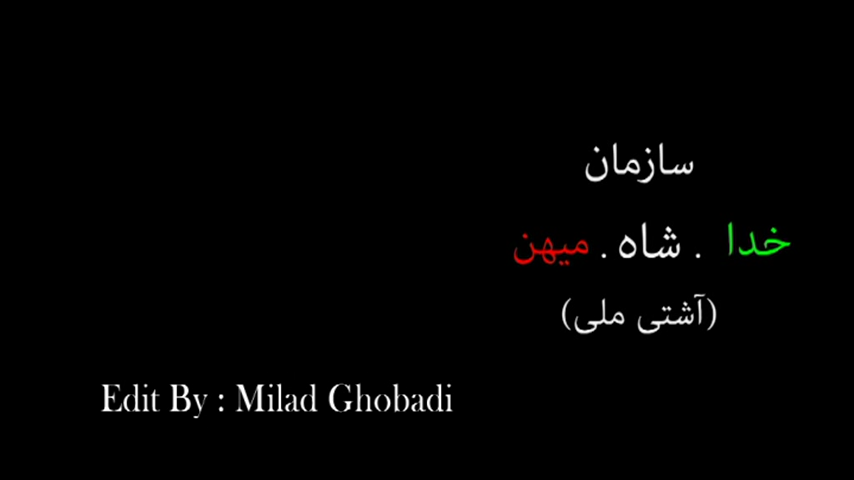 سازمان
خدا . شاه . میهن
(آشتی ملی)
Edit By : Milad Ghobadi